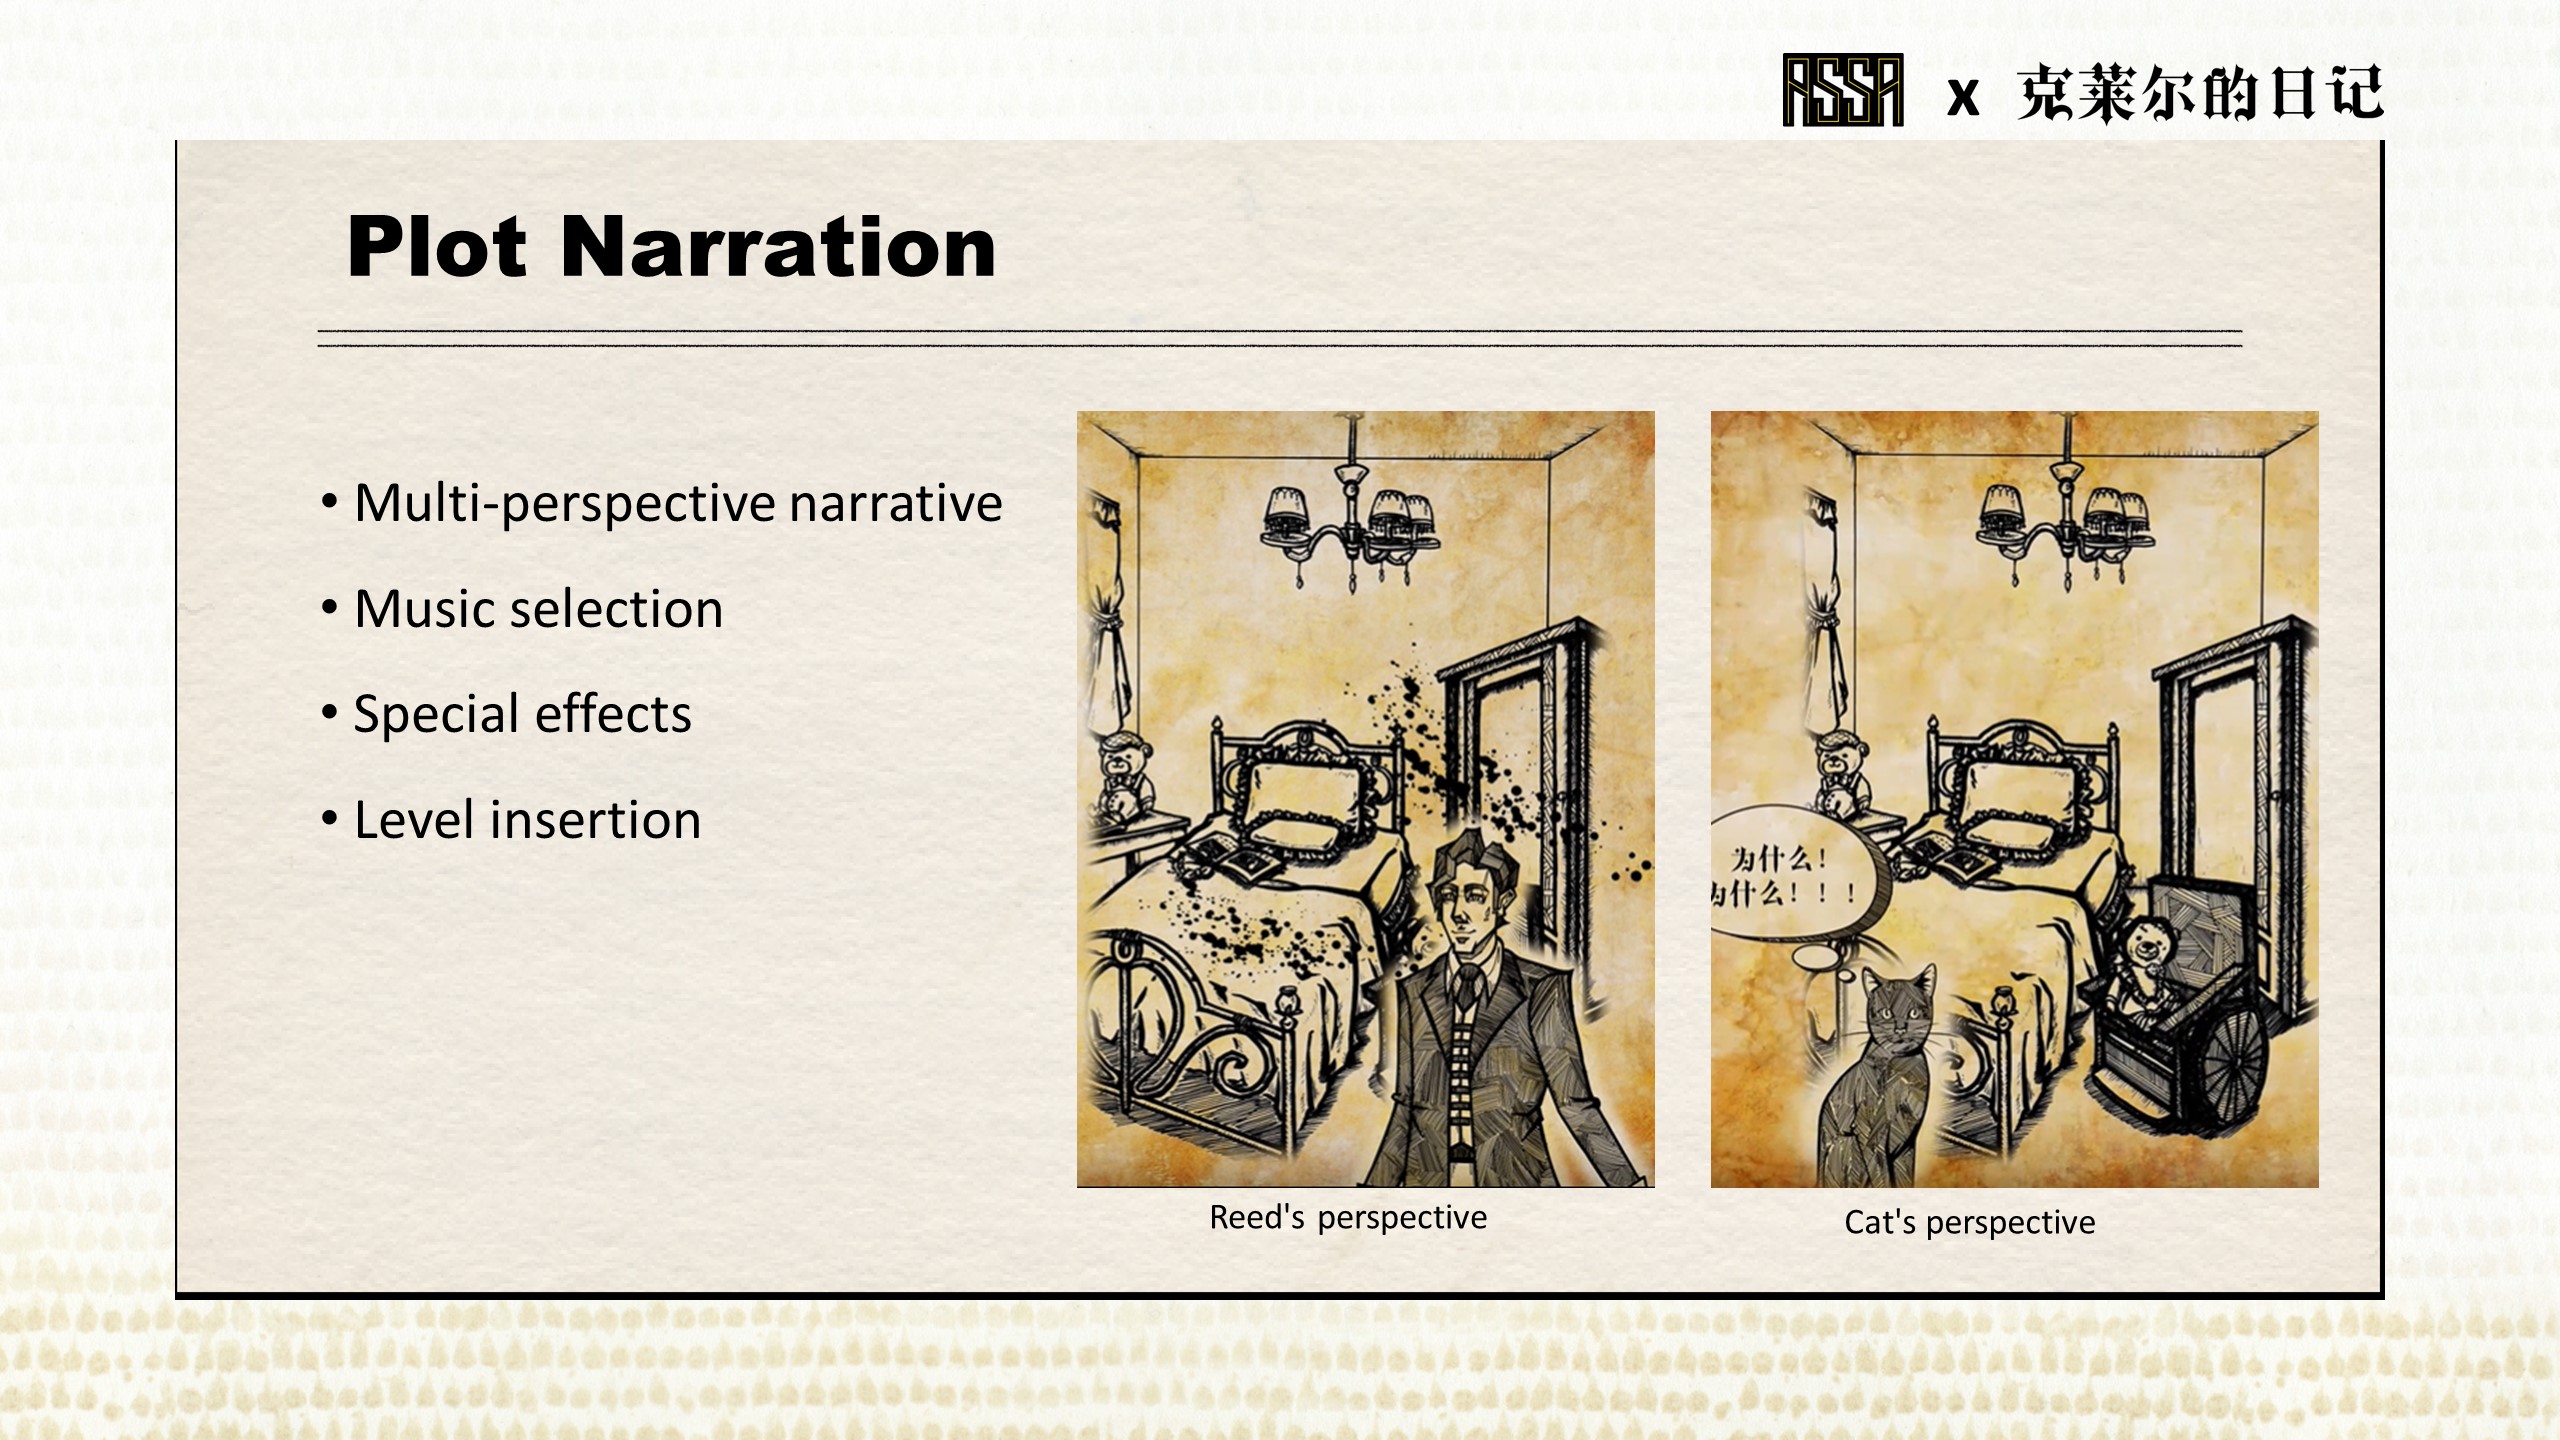 ASSA x 克莱尔的日记
Plot Narration
• Multi-perspective narrative
• Music selection
• Special effects
• Level insertion
为什么！
为什么！！！
Reed's perspective
Cat's perspective